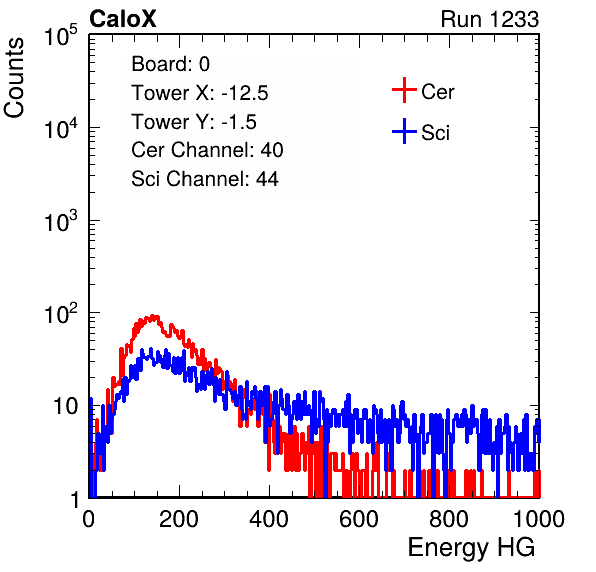 CaloX Run 1233
Counts
Board: 0
Tower X: -12.5
Tower Y: -1.5
Cer Channel: 40
Sci Channel: 44
Cer
Sci
10^5
10^4
10^3
10^2
10
1
0 200 400 600 800 1000
Energy HG